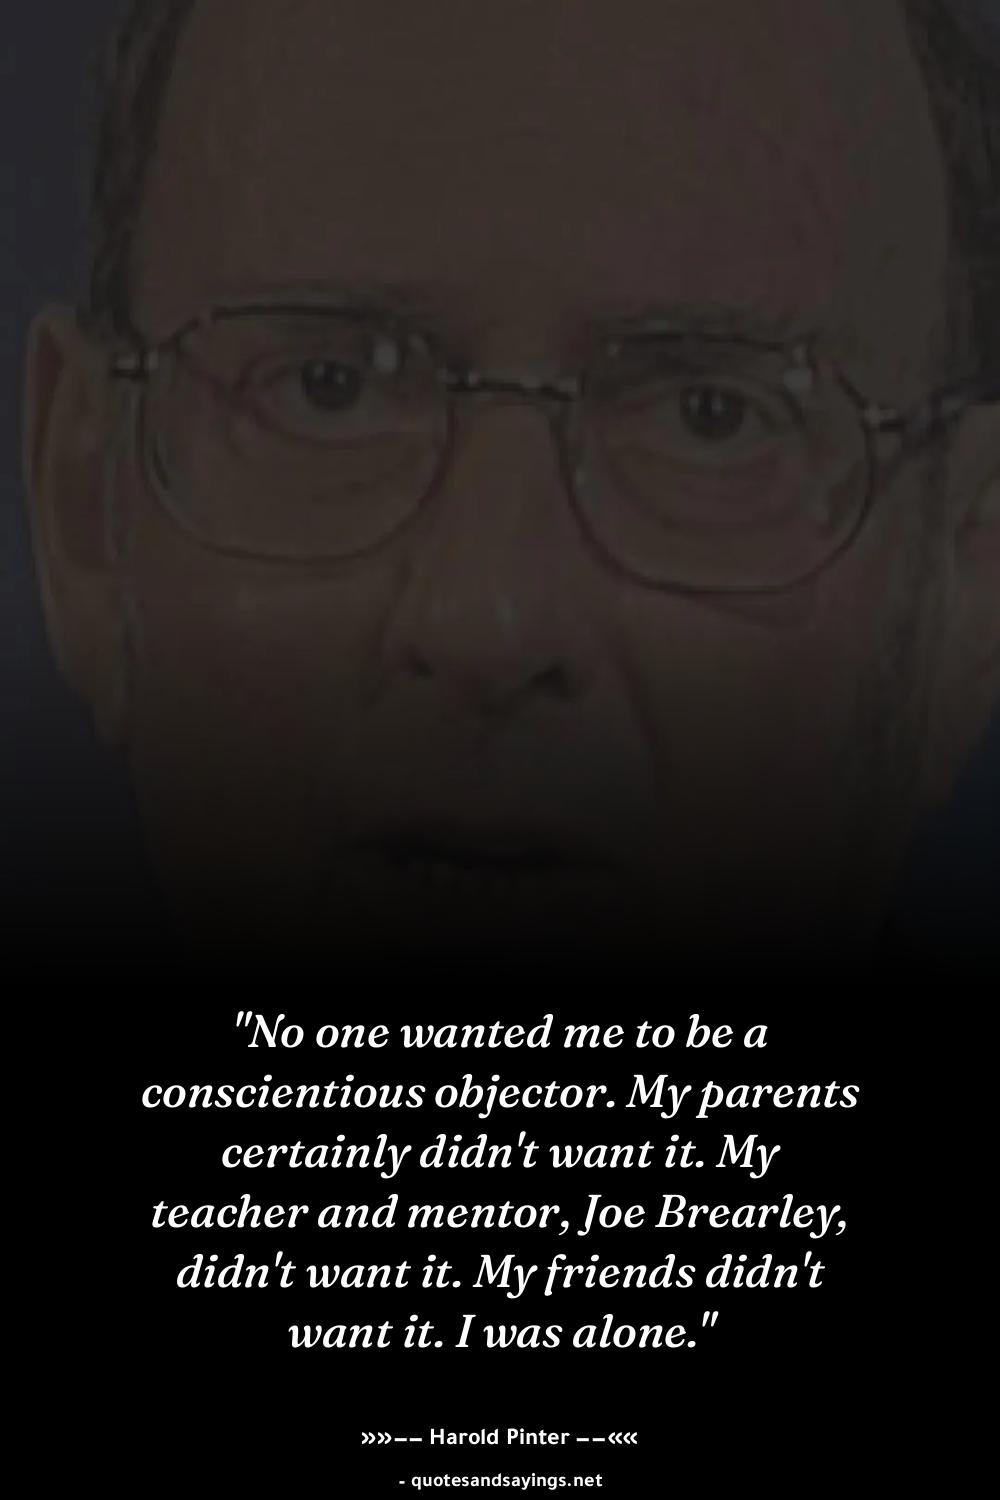 "No one wanted me to be a
conscientious objector. My parents
certainly didn't want it. My
teacher and mentor, Joe Brearley,
didn't want it. My friends didn't
want it. I was alone."
»»—— Harold Pinter ——««
- quotesandsayings.net